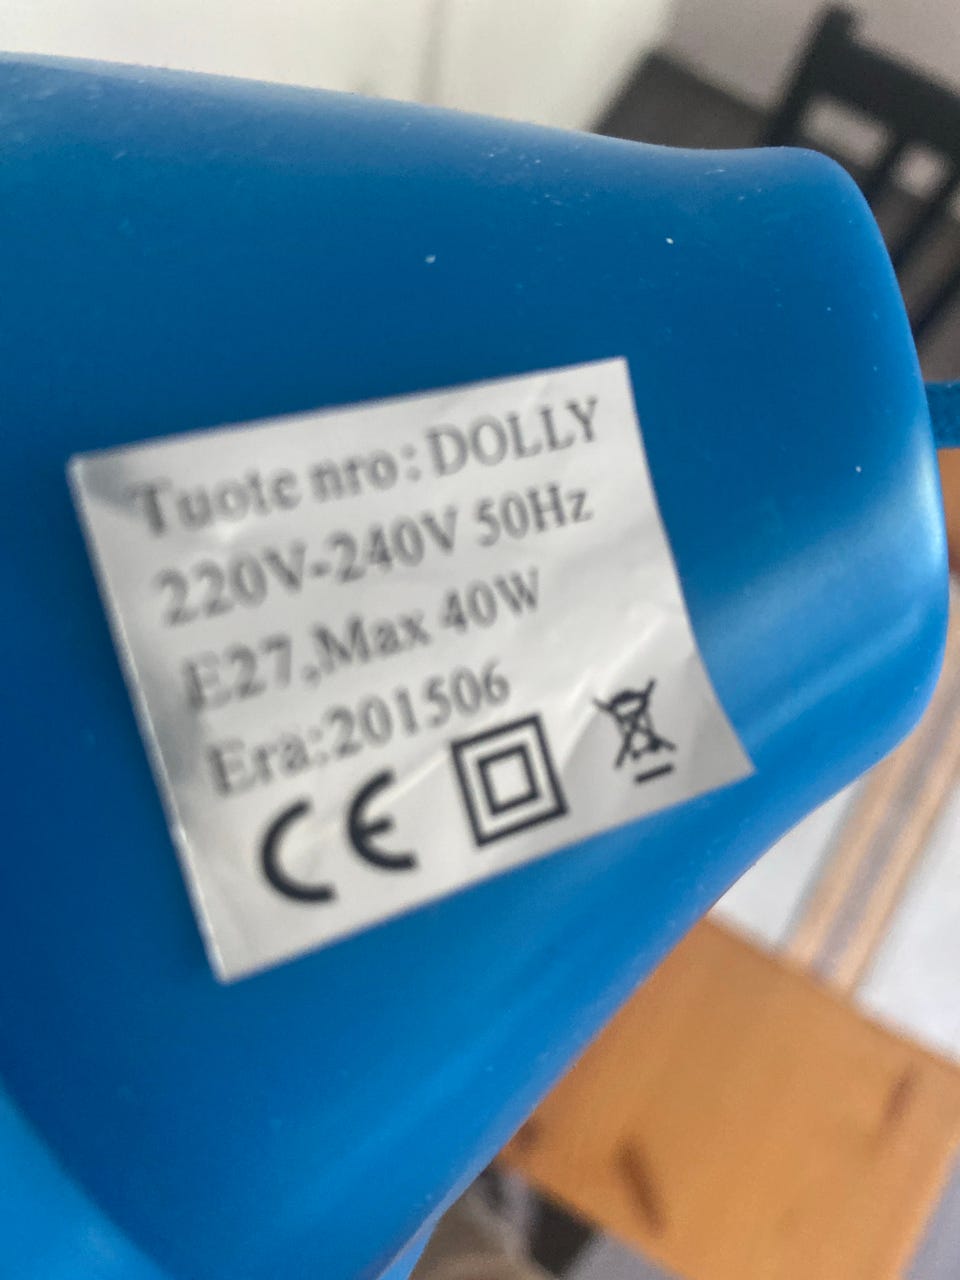 Tuote nro: DOLLY
220V-240V 50Hz
E27,Max 40W
Era:201506
CE